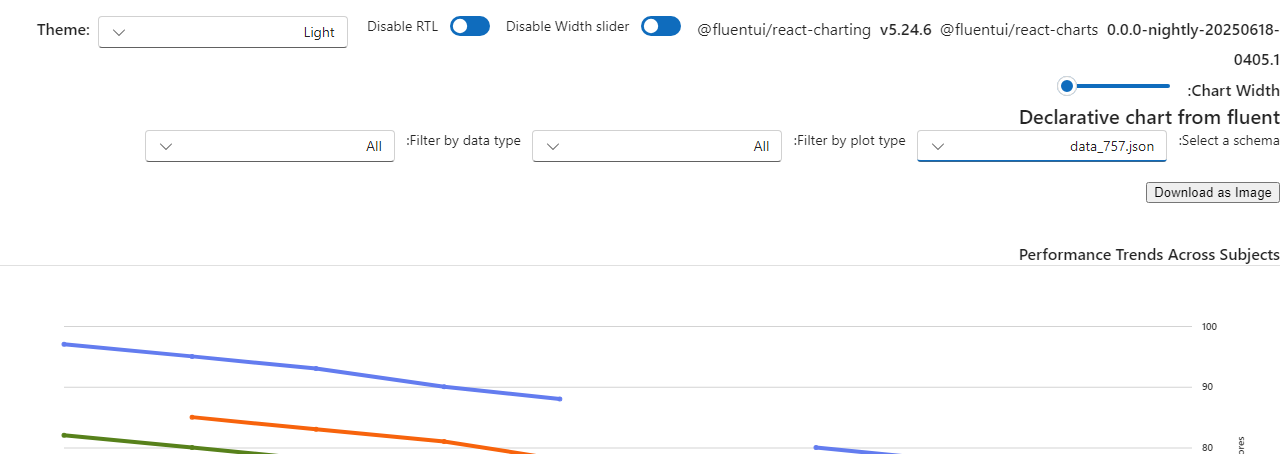 Theme: Light Disable RTL Disable Width slider @fluentui/react-charting v5.24.6 @fluentui/react-charts 0.0.0-nightly-20250618-
0405.1
:Chart Width
Declarative chart from fluent
:Select a schema data_757.json :Filter by plot type All :Filter by data type All
Download as Image
Performance Trends Across Subjects
100
90
80